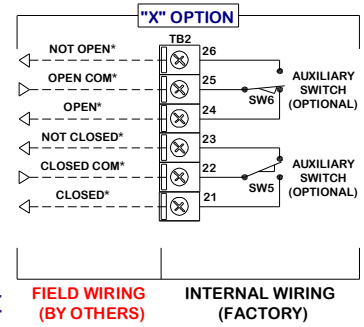 "X" OPTION
TB2
NOT OPEN*
26
OPEN COM*
25
AUXILIARY
SWITCH
(OPTIONAL)
SW6
OPEN*
24
NOT CLOSED*
23
CLOSED COM*
22
AUXILIARY
SWITCH
(OPTIONAL)
SW5
CLOSED*
21
FIELD WIRING
(BY OTHERS)
INTERNAL WIRING
(FACTORY)